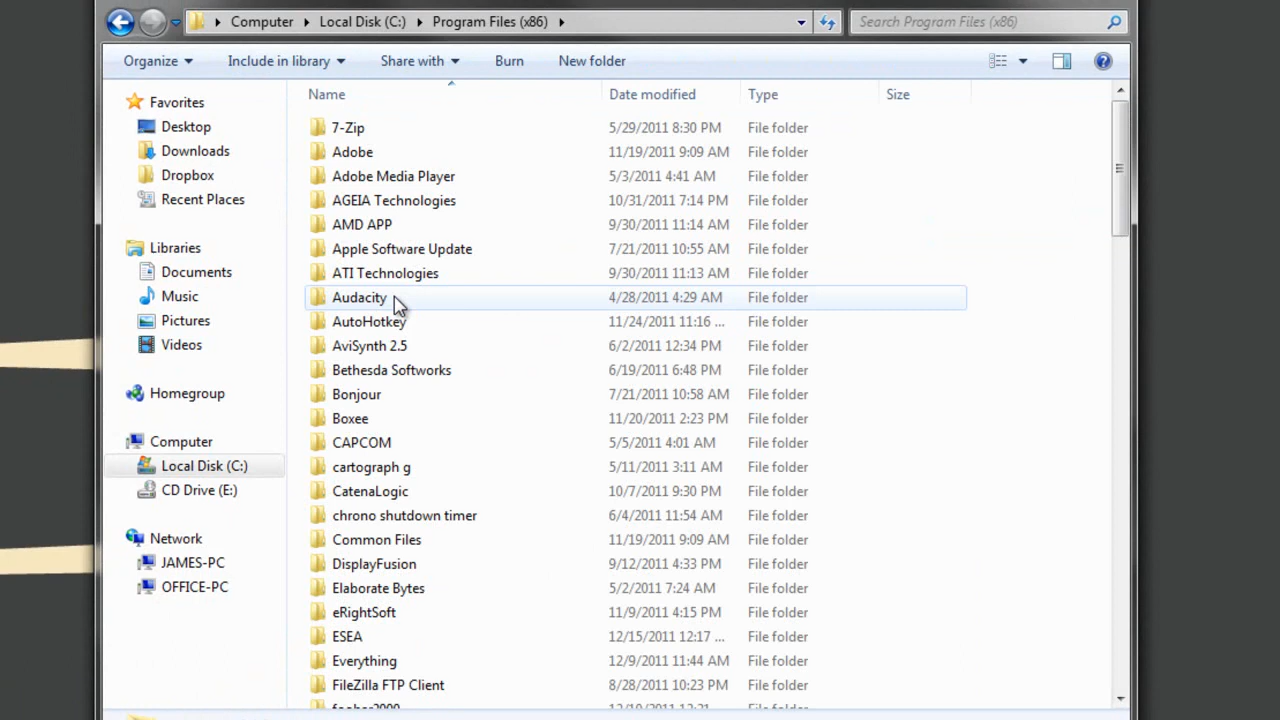 Computer Local Disk (C:) Program Files (x86) Search Program Files (x86)
Organize Include in library Share with Burn New folder
Name Date modified Type Size
Favorites
Desktop
Downloads
Dropbox
Recent Places
Libraries
Documents
Music
Pictures
Videos
Homegroup
Computer
Local Disk (C:)
CD Drive (E:)
Network
JAMES-PC
OFFICE-PC
7-Zip 5/29/2011 8:30 PM File folder
Adobe 11/19/2011 9:09 AM File folder
Adobe Media Player 5/3/2011 4:41 AM File folder
AGEIA Technologies 10/31/2011 7:14 PM File folder
AMD APP 9/30/2011 11:14 AM File folder
Apple Software Update 7/21/2011 10:55 AM File folder
ATI Technologies 9/30/2011 11:13 AM File folder
Audacity 4/28/2011 4:29 AM File folder
AutoHotkey 11/24/2011 11:16 ... File folder
AviSynth 2.5 6/2/2011 12:34 PM File folder
Bethesda Softworks 6/19/2011 6:48 PM File folder
Bonjour 7/21/2011 10:58 AM File folder
Boxee 11/20/2011 2:23 PM File folder
CAPCOM 5/5/2011 4:01 AM File folder
cartograph g 5/11/2011 3:11 AM File folder
CatenaLogic 10/7/2011 9:30 PM File folder
chrono shutdown timer 6/4/2011 11:54 AM File folder
Common Files 11/19/2011 9:09 AM File folder
DisplayFusion 9/12/2011 4:33 PM File folder
Elaborate Bytes 5/2/2011 7:24 AM File folder
eRightSoft 11/9/2011 4:15 PM File folder
ESEA 12/15/2011 12:17 ... File folder
Everything 12/9/2011 11:44 AM File folder
FileZilla FTP Client 8/28/2011 10:23 PM File folder